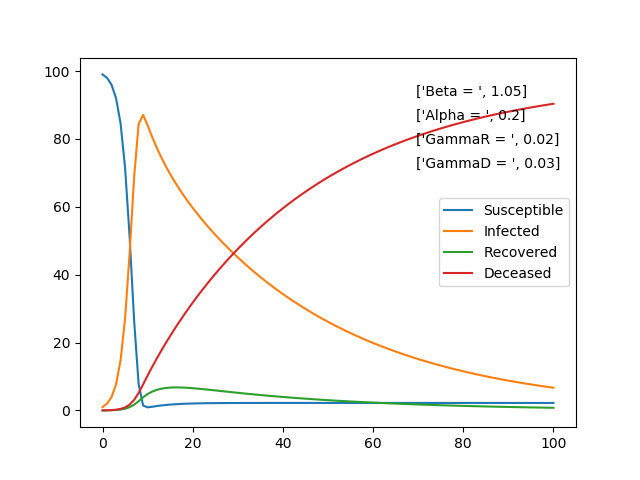 100
80
60
40
20
0
0 20 40 60 80 100
['Beta = ', 1.05]
['Alpha = ', 0.2]
['GammaR = ', 0.02]
['GammaD = ', 0.03]
Susceptible
Infected
Recovered
Deceased